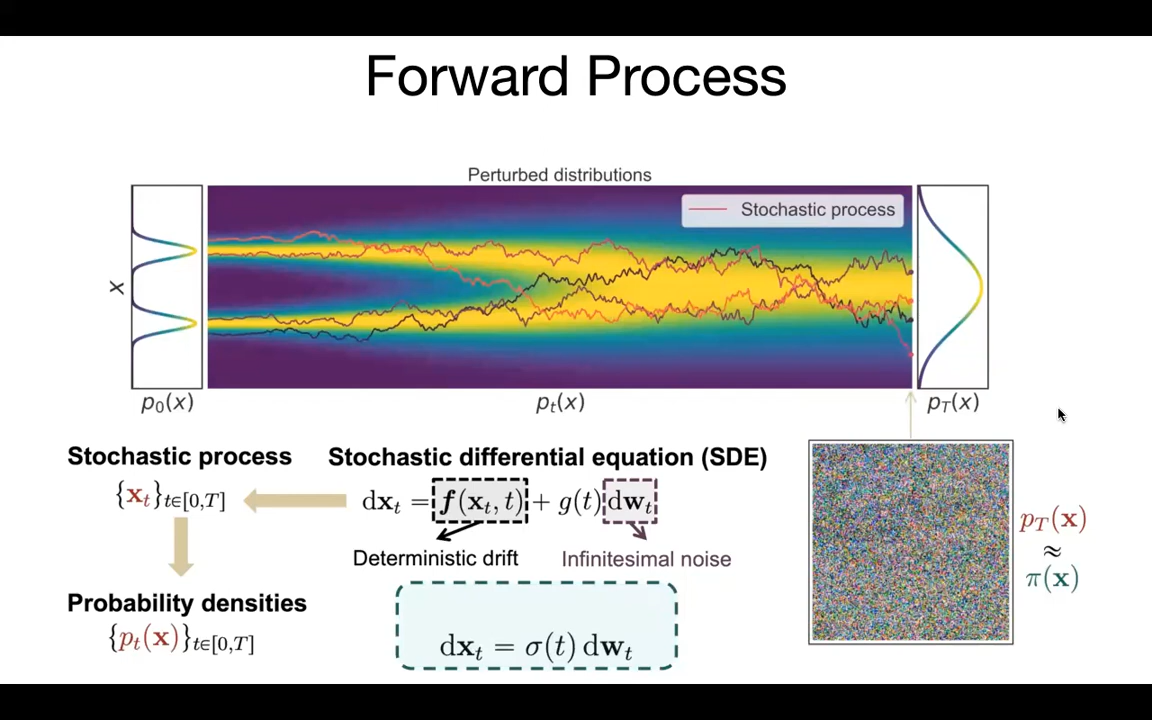 Forward Process
Perturbed distributions
Stochastic process
x
p₀(x)
pₜ(x)
p_T(x)
Stochastic process
{𝐱ₜ}ₜ∈[0,T]
Stochastic differential equation (SDE)
d𝐱ₜ = 𝒇(𝐱ₜ, t) + g(t) d𝐰ₜ
Deterministic drift
Infinitesimal noise
Probability densities
{pₜ(𝐱)}ₜ∈[0,T]
d𝐱ₜ = σ(t) d𝐰ₜ
p_T(𝐱)
≈
π(𝐱)